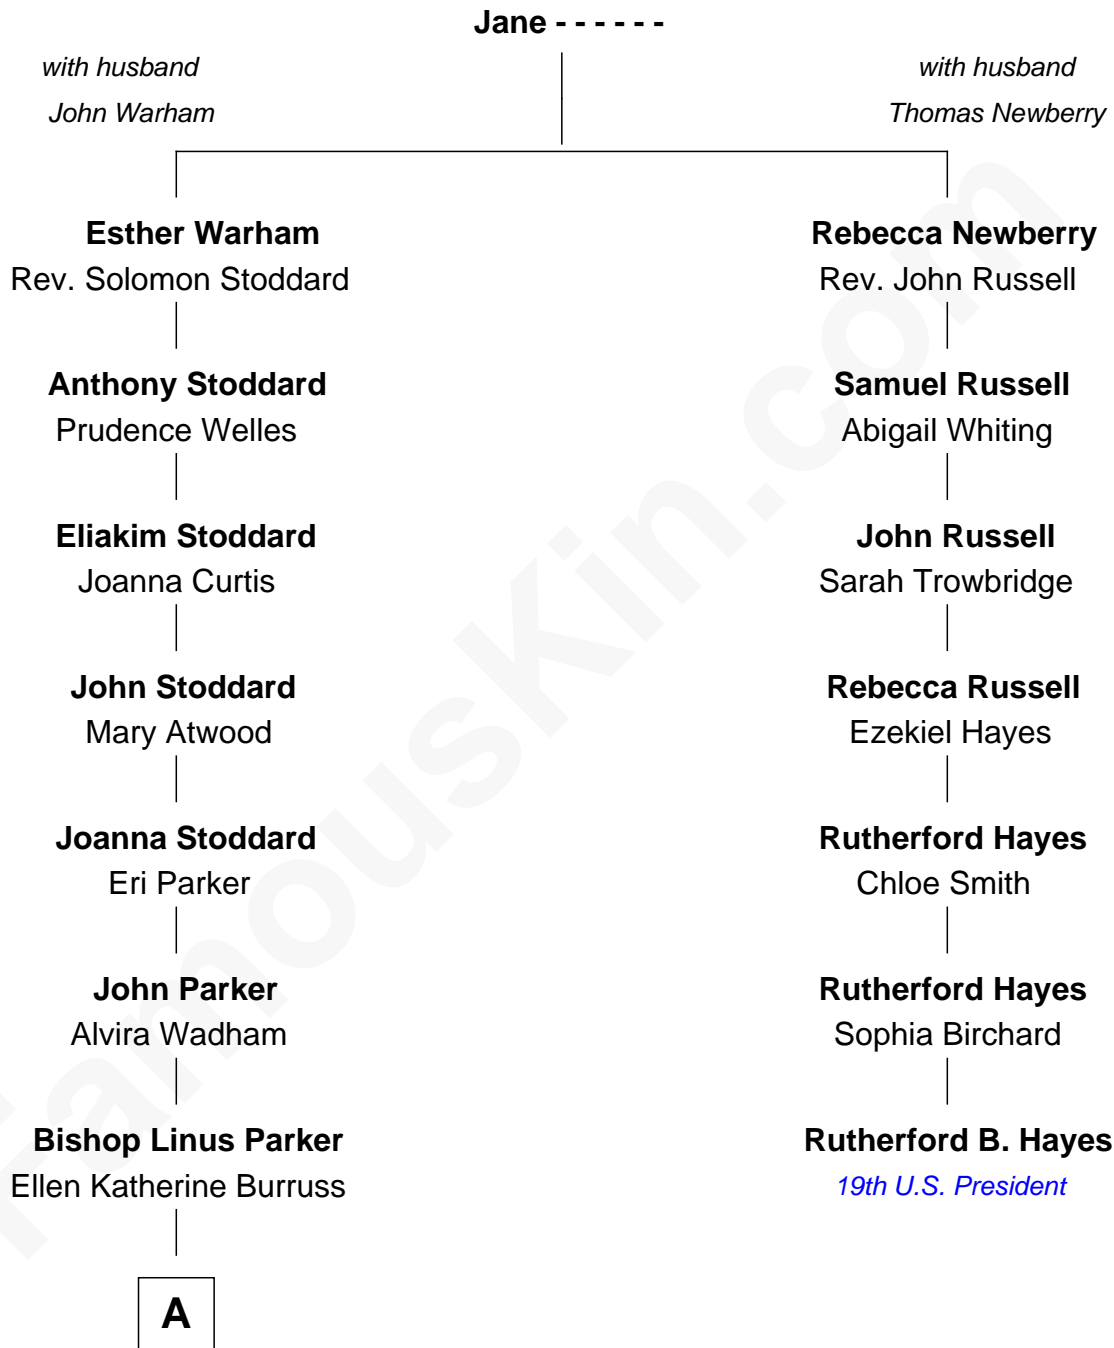 Jane - - - - - -
with husband
John Warham
with husband
Thomas Newberry
Esther Warham
Rev. Solomon Stoddard
Rebecca Newberry
Rev. John Russell
Anthony Stoddard
Prudence Welles
Samuel Russell
Abigail Whiting
Eliakim Stoddard
Joanna Curtis
John Russell
Sarah Trowbridge
John Stoddard
Mary Atwood
Rebecca Russell
Ezekiel Hayes
Joanna Stoddard
Eri Parker
Rutherford Hayes
Chloe Smith
John Parker
Alvira Wadham
Rutherford Hayes
Sophia Birchard
Bishop Linus Parker
Ellen Katherine Burruss
Rutherford B. Hayes
19th U.S. President
A
FamousKin.com